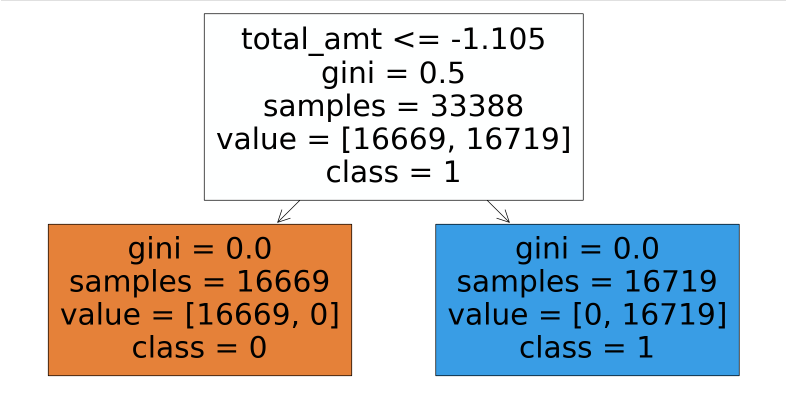 total_amt <= -1.105
gini = 0.5
samples = 33388
value = [16669, 16719]
class = 1
gini = 0.0
samples = 16669
value = [16669, 0]
class = 0
gini = 0.0
samples = 16719
value = [0, 16719]
class = 1